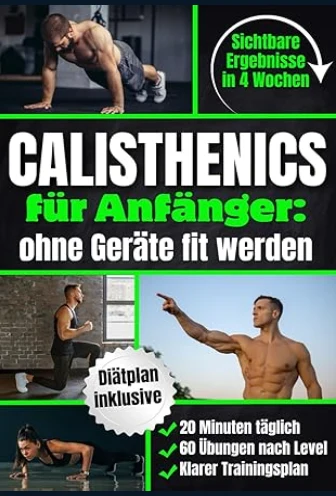 Sichtbare
Ergebnisse
in 4 Wochen
CALISTHENICS
für Anfänger:
ohne Geräte fit werden
Diätplan
inklusive
20 Minuten täglich
60 Übungen nach Level
Klarer Trainingsplan